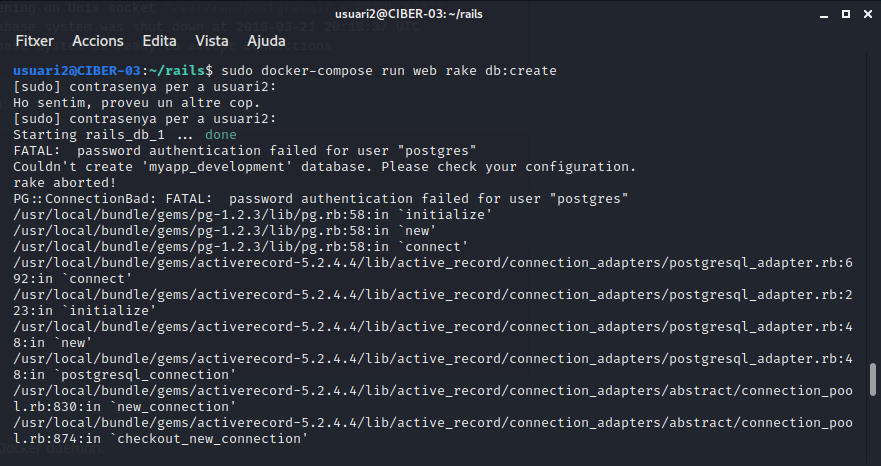 usuari2@CIBER-03: ~/rails
Fitxer Accions Edita Vista Ajuda
usuari2@CIBER-03:~/rails$ sudo docker-compose run web rake db:create
[sudo] contrasenya per a usuari2:
Ho sentim, proveu un altre cop.
[sudo] contrasenya per a usuari2:
Starting rails_db_1 ... done
FATAL:  password authentication failed for user "postgres"
Couldn't create 'myapp_development' database. Please check your configuration.
rake aborted!
PG::ConnectionBad: FATAL:  password authentication failed for user "postgres"
/usr/local/bundle/gems/pg-1.2.3/lib/pg.rb:58:in `initialize'
/usr/local/bundle/gems/pg-1.2.3/lib/pg.rb:58:in `new'
/usr/local/bundle/gems/pg-1.2.3/lib/pg.rb:58:in `connect'
/usr/local/bundle/gems/activerecord-5.2.4.4/lib/active_record/connection_adapters/postgresql_adapter.rb:6
92:in `connect'
/usr/local/bundle/gems/activerecord-5.2.4.4/lib/active_record/connection_adapters/postgresql_adapter.rb:2
23:in `initialize'
/usr/local/bundle/gems/activerecord-5.2.4.4/lib/active_record/connection_adapters/postgresql_adapter.rb:4
8:in `new'
/usr/local/bundle/gems/activerecord-5.2.4.4/lib/active_record/connection_adapters/postgresql_adapter.rb:4
8:in `postgresql_connection'
/usr/local/bundle/gems/activerecord-5.2.4.4/lib/active_record/connection_adapters/abstract/connection_poo
l.rb:830:in `new_connection'
/usr/local/bundle/gems/activerecord-5.2.4.4/lib/active_record/connection_adapters/abstract/connection_poo
l.rb:874:in `checkout_new_connection'